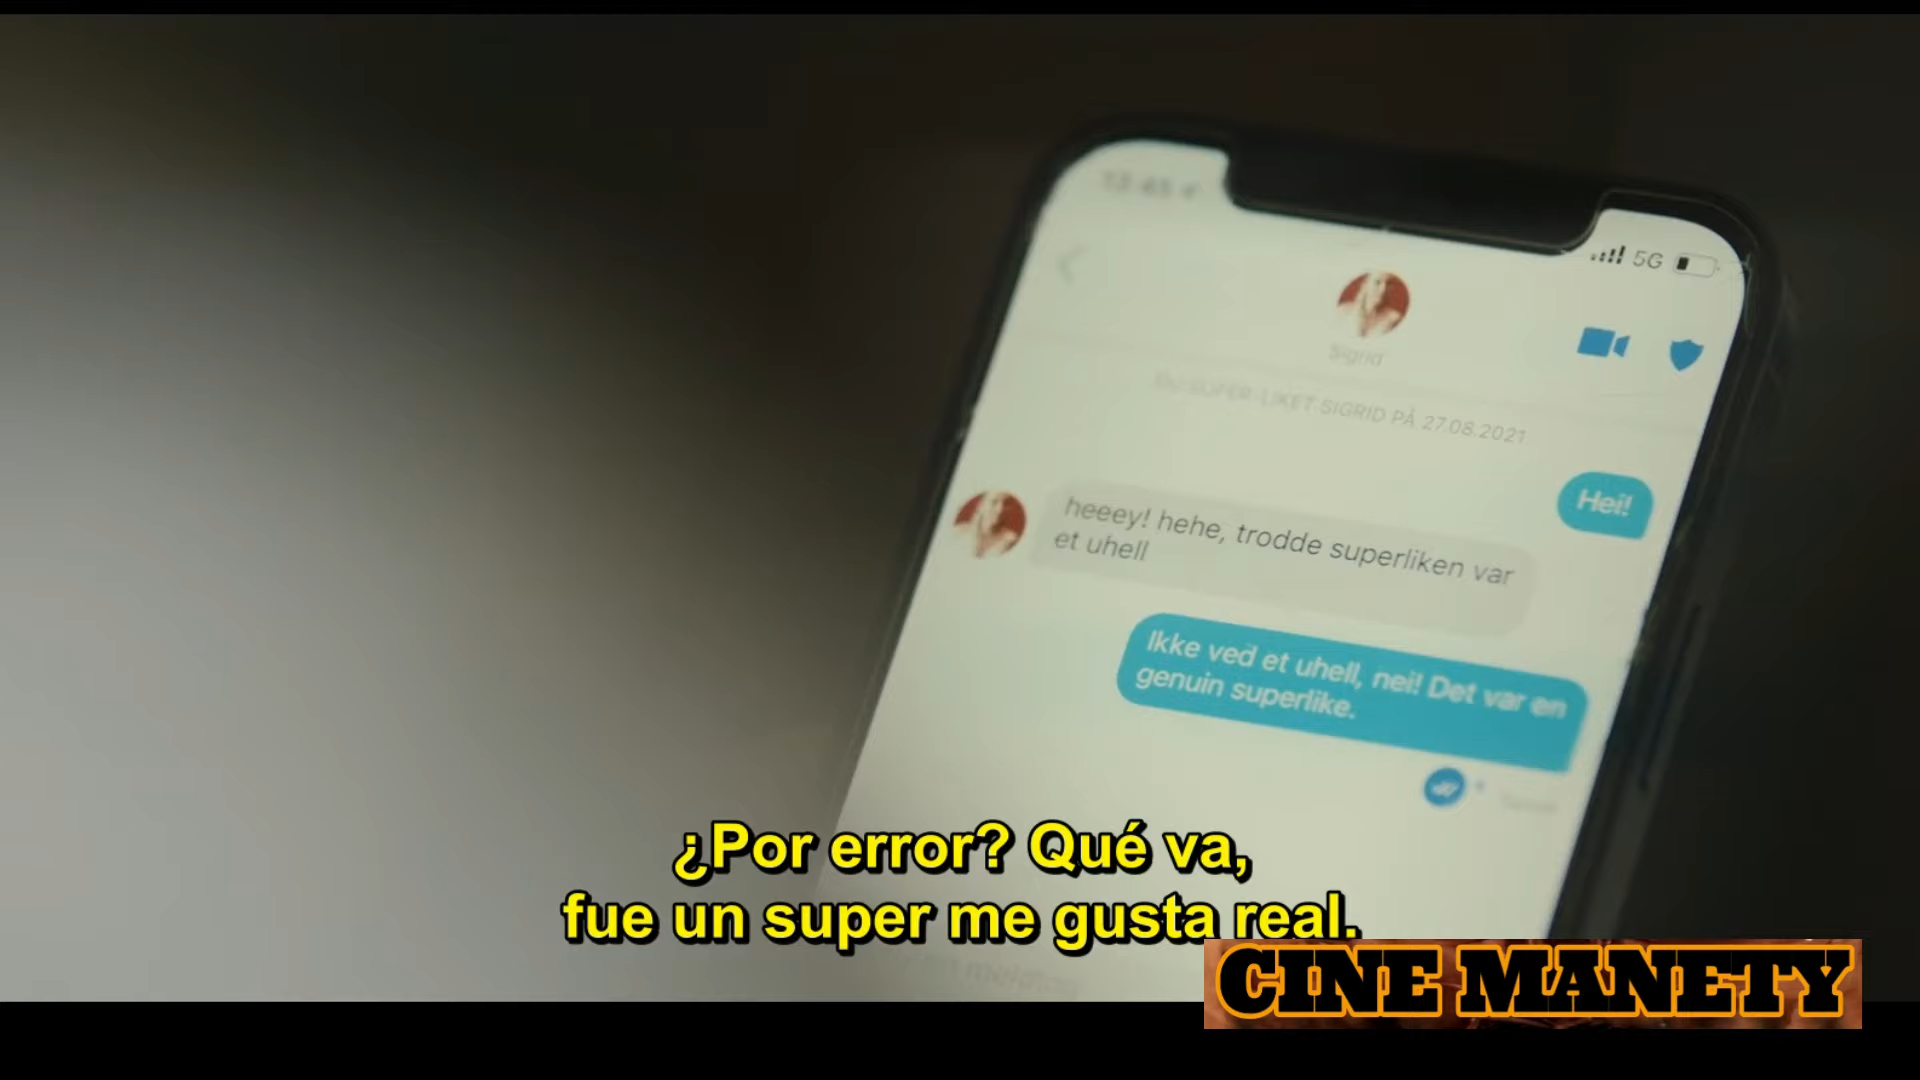 5G
Sigrid
DU SUPER-LIKET SIGRID PÅ 27.08.2021
Hei!
heeey! hehe, trodde superliken var
et uhell
Ikke ved et uhell, nei! Det var en
genuin superlike.
¿Por error? Qué va,
fue un super me gusta real.
CINE MANETY